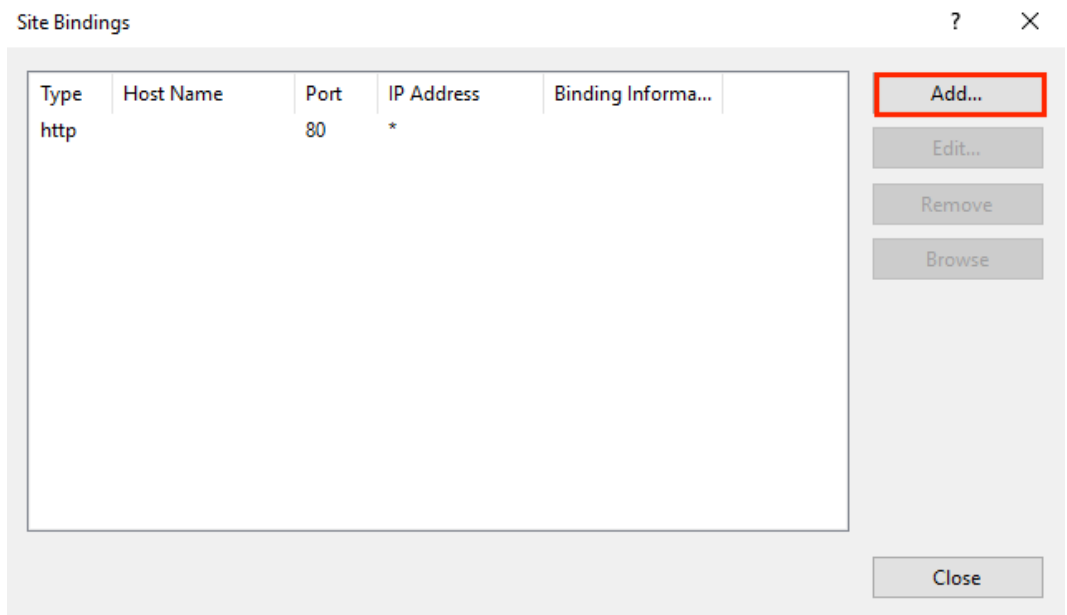 Site Bindings
Type Host Name Port IP Address Binding Informa...
http 80 *
Add...
Edit...
Remove
Browse
Close